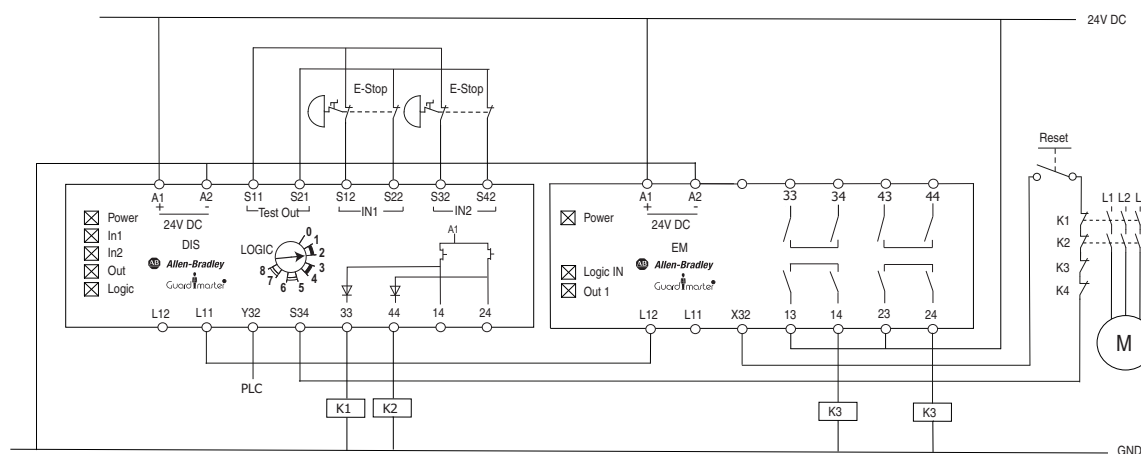 24V DC
E-Stop
E-Stop
Reset
A1
A2
S11
S21
S12
S22
S32
S42
A1
A2
33
34
43
44
+
-
Test Out
IN1
IN2
+
-
L1 L2 L
Power
24V DC
Power
24V DC
K1
In1
DIS
LOGIC
0
1
2
3
4
5
6
7
8
A1
EM
K2
In2
Allen-Bradley
Logic IN
AB Allen-Bradley
K3
Out
Guardmaster
Out 1
Guardmaster
K4
Logic
AB
L12
L11
Y32
S34
33
44
14
24
L12
L11
X32
13
14
23
24
M
PLC
K1
K2
K3
K3
GND